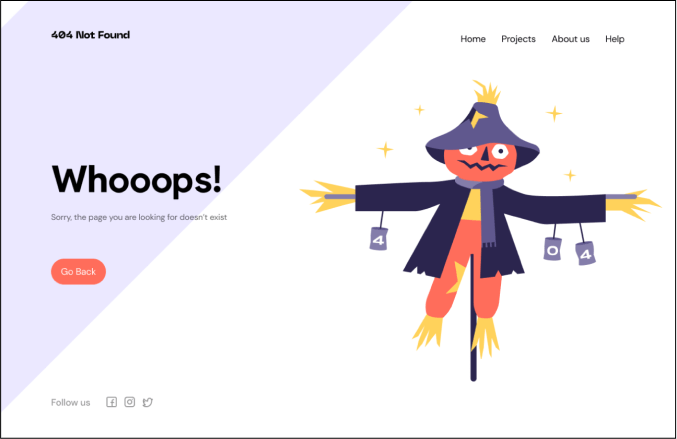 404 Not Found
Home Projects About us Help
Whooops!
Sorry, the page you are looking for doesn't exist
4
0 4
Go Back
Follow us